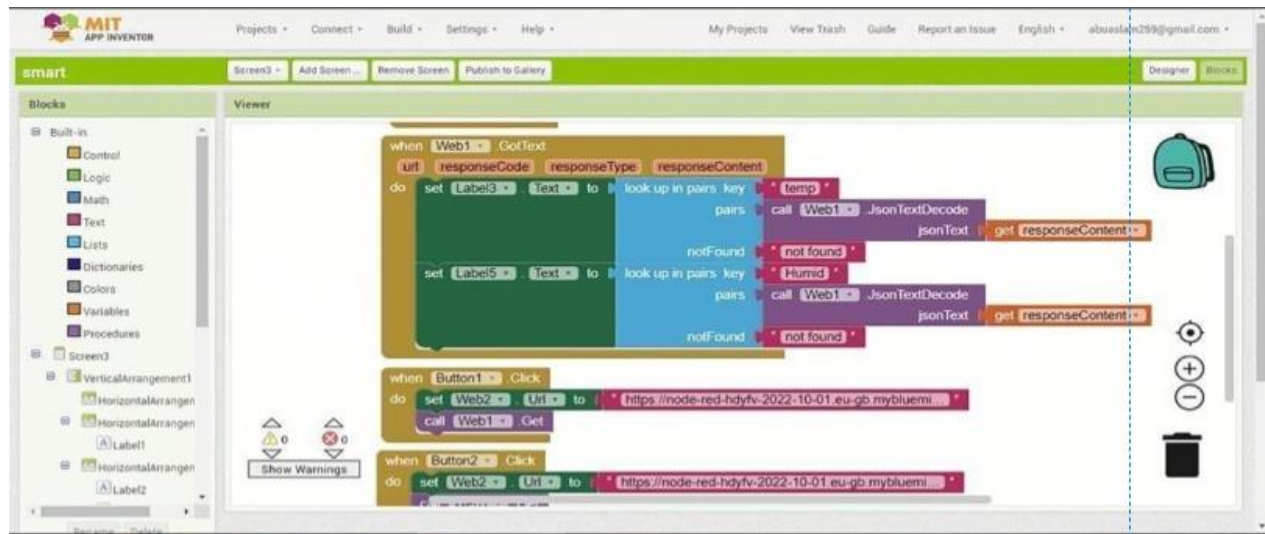 MIT
APP INVENTOR
Projects Connect Build Settings Help My Projects View Trash Guide Report an Issue English abuaslam299@gmail.com
smart Screen3 Add Screen ... Remove Screen Publish to Gallery Designer Blocks
Blocks Viewer
Built-in
Control
Logic
Math
Text
Lists
Dictionaries
Colors
Variables
Procedures
Screen3
VerticalArrangement1
HorizontalArrangen
HorizontalArrangen
Label1
HorizontalArrangen
Label2
Rename Delete
when Web1 .GotText
url responseCode responseType responseContent
do set Label3 . Text to look up in pairs key " temp "
pairs call Web1 .JsonTextDecode
jsonText get responseContent
notFound " not found "
set Label5 . Text to look up in pairs key " Humid "
pairs call Web1 .JsonTextDecode
jsonText get responseContent
notFound " not found "
when Button1 .Click
do set Web2 . Url to " https://node-red-hdyfv-2022-10-01.eu-gb.mybluemi... "
call Web1 .Get
when Button2 .Click
do set Web2 . Url to " https://node-red-hdyfv-2022-10-01.eu-gb.mybluemi... "
0 0
Show Warnings